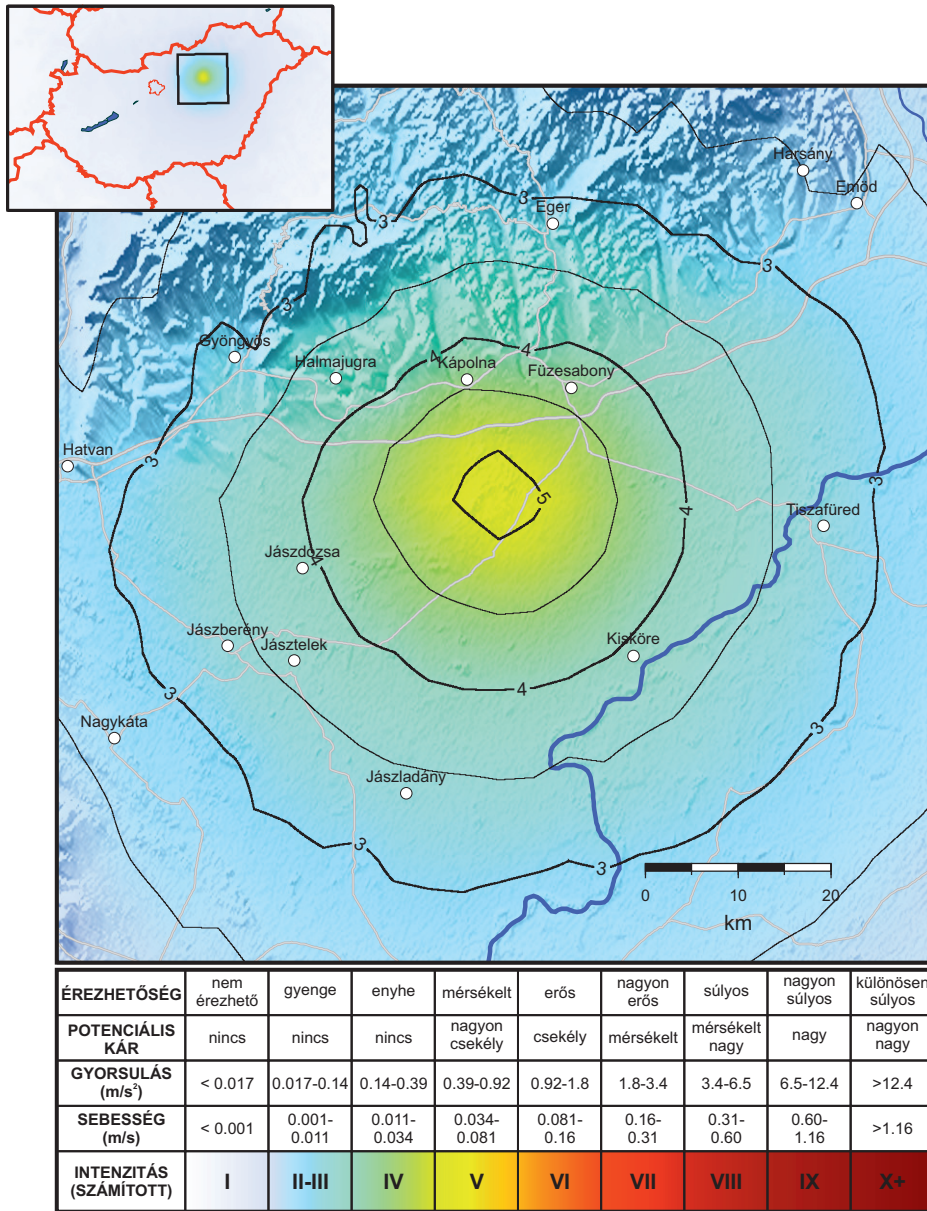 3
3
Eger
Harsány
Emőd
3
3
3
Gyöngyös
Halmajugra
4
Kápolna
4
Füzesabony
Hatvan
3
3
5
4
Tiszafüred
Jászdózsa
4
Jászberény
Jásztelek
Kisköre
3
4
Nagykáta
3
Jászladány
3
3
0 10 20
km
ÉREZHETŐSÉG nem érezhető gyenge enyhe mérsékelt erős nagyon erős súlyos nagyon súlyos különösen súlyos
POTENCIÁLIS KÁR nincs nincs nincs nagyon csekély csekély mérsékelt mérsékelt nagy nagy nagyon nagy
GYORSULÁS (m/s²) < 0.017 0.017-0.14 0.14-0.39 0.39-0.92 0.92-1.8 1.8-3.4 3.4-6.5 6.5-12.4 >12.4
SEBESSÉG (m/s) < 0.001 0.001-0.011 0.011-0.034 0.034-0.081 0.081-0.16 0.16-0.31 0.31-0.60 0.60-1.16 >1.16
INTENZITÁS (SZÁMÍTOTT) I II-III IV V VI VII VIII IX X+